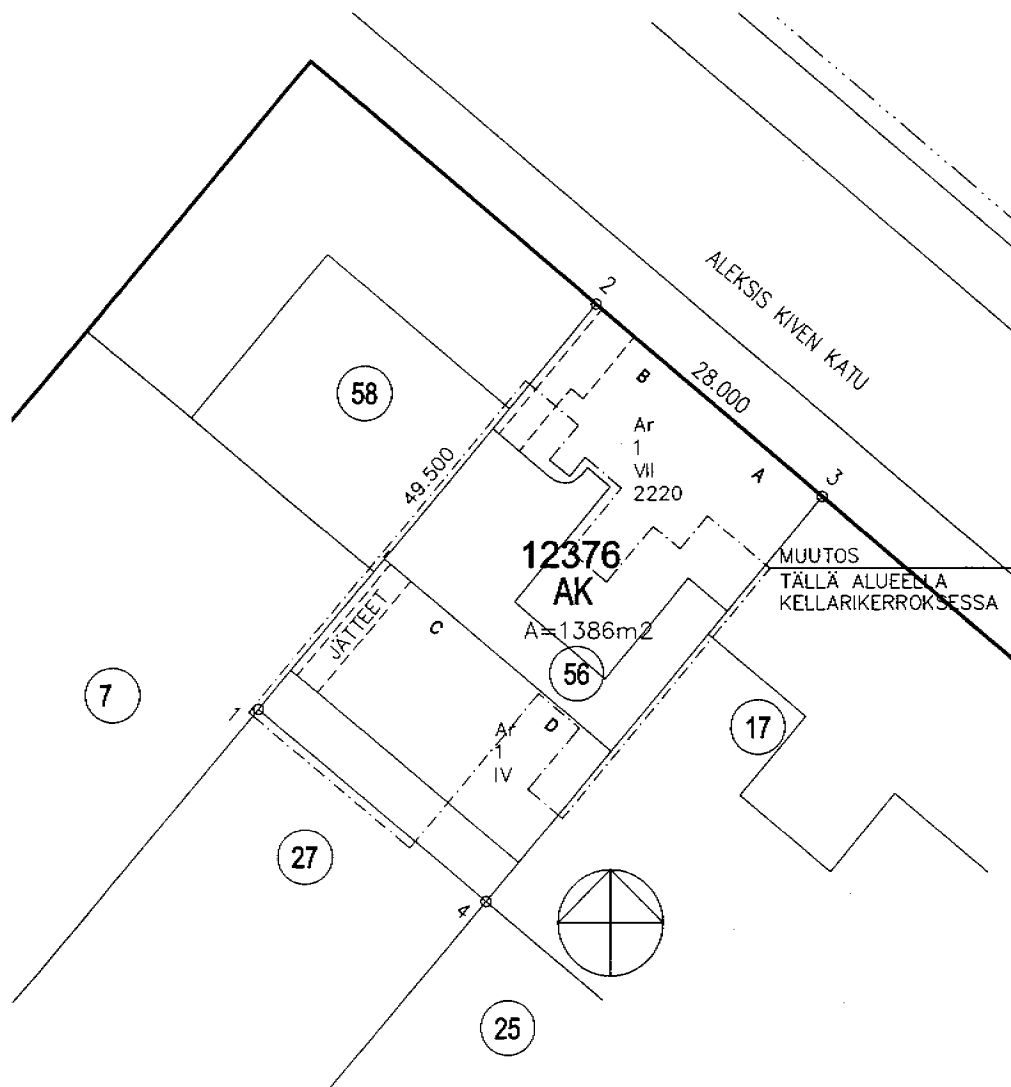 ALEKSIS KIVEN KATU
2
28.000
3
B
A
58
49.500
Ar
1
VII
2220
12376
AK
A=1386m2
MUUTOS
TÄLLÄ ALUEELLA
KELLARIKERROKSESSA
JÄTTEET
C
56
7
1
D
Ar
1
IV
17
27
4
25